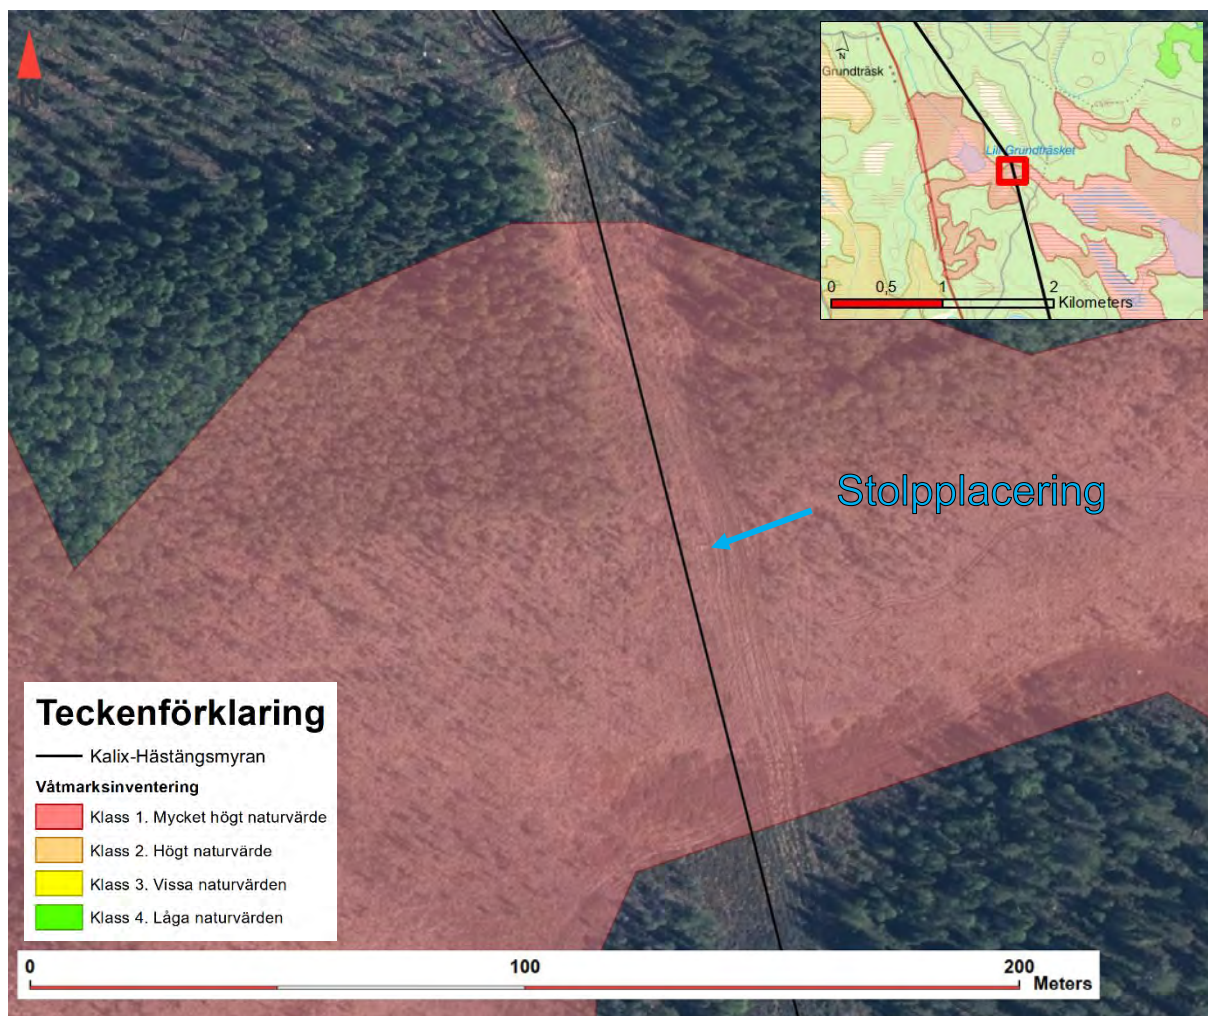 N
N
Grundträsk
Lill-Grundträsket
0 0,5 1 2
Kilometers
Stolpplacering
Teckenförklaring
Kalix-Hästängsmyran
Våtmarksinventering
Klass 1. Mycket högt naturvärde
Klass 2. Högt naturvärde
Klass 3. Vissa naturvärden
Klass 4. Låga naturvärden
0 100 200
Meters